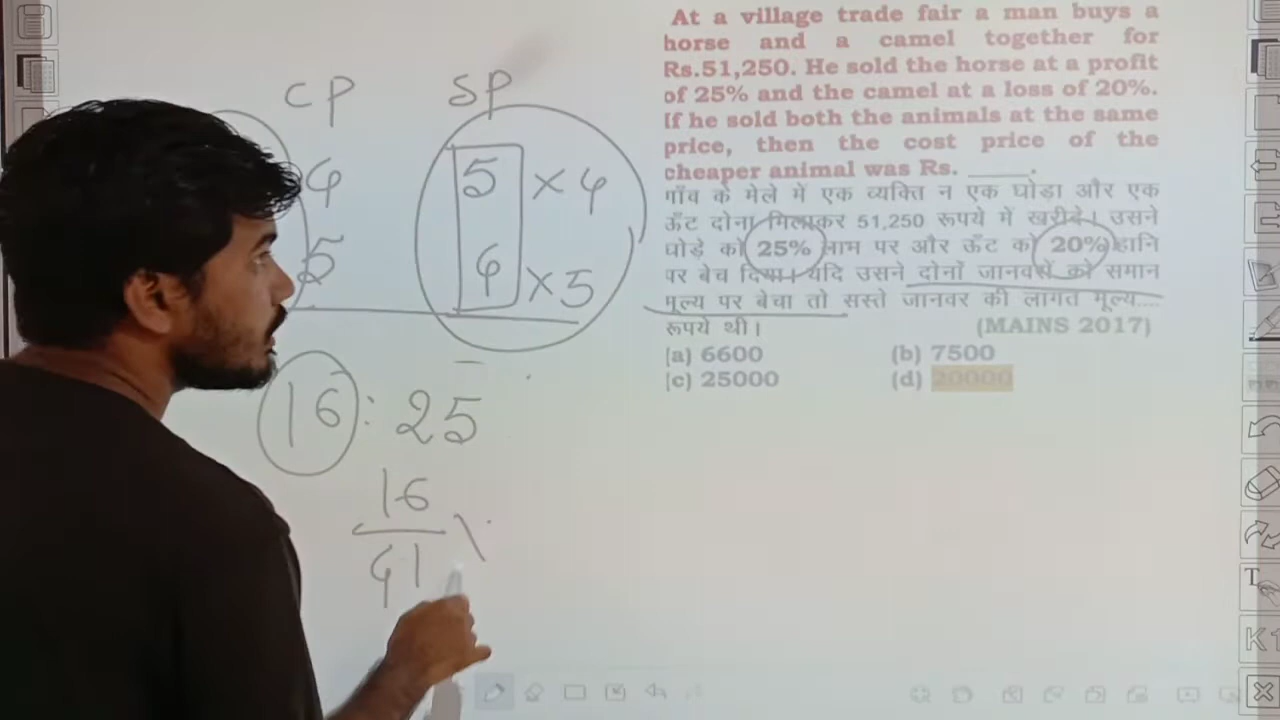 At a village trade fair a man buys a
horse and a camel together for
Rs.51,250. He sold the horse at a profit
of 25% and the camel at a loss of 20%.
If he sold both the animals at the same
price, then the cost price of the
cheaper animal was Rs. _____.
गाँव के मेले में एक व्यक्ति न एक घोड़ा और एक
ऊँट दोना मिलाकर 51,250 रूपये में खरीदे। उसने
घोड़े को 25% लाभ पर और ऊँट को 20% हानि
पर बेच दिया। यदि उसने दोनों जानवरों को समान
मूल्य पर बेचा तो सस्ते जानवर की लागत मूल्य....
रूपये थी।
(MAINS 2017)
(a) 6600 (b) 7500
(c) 25000 (d) 20000
CP SP
4 5 × 4
5 4 × 5
16 : 25
16
41
T
K1